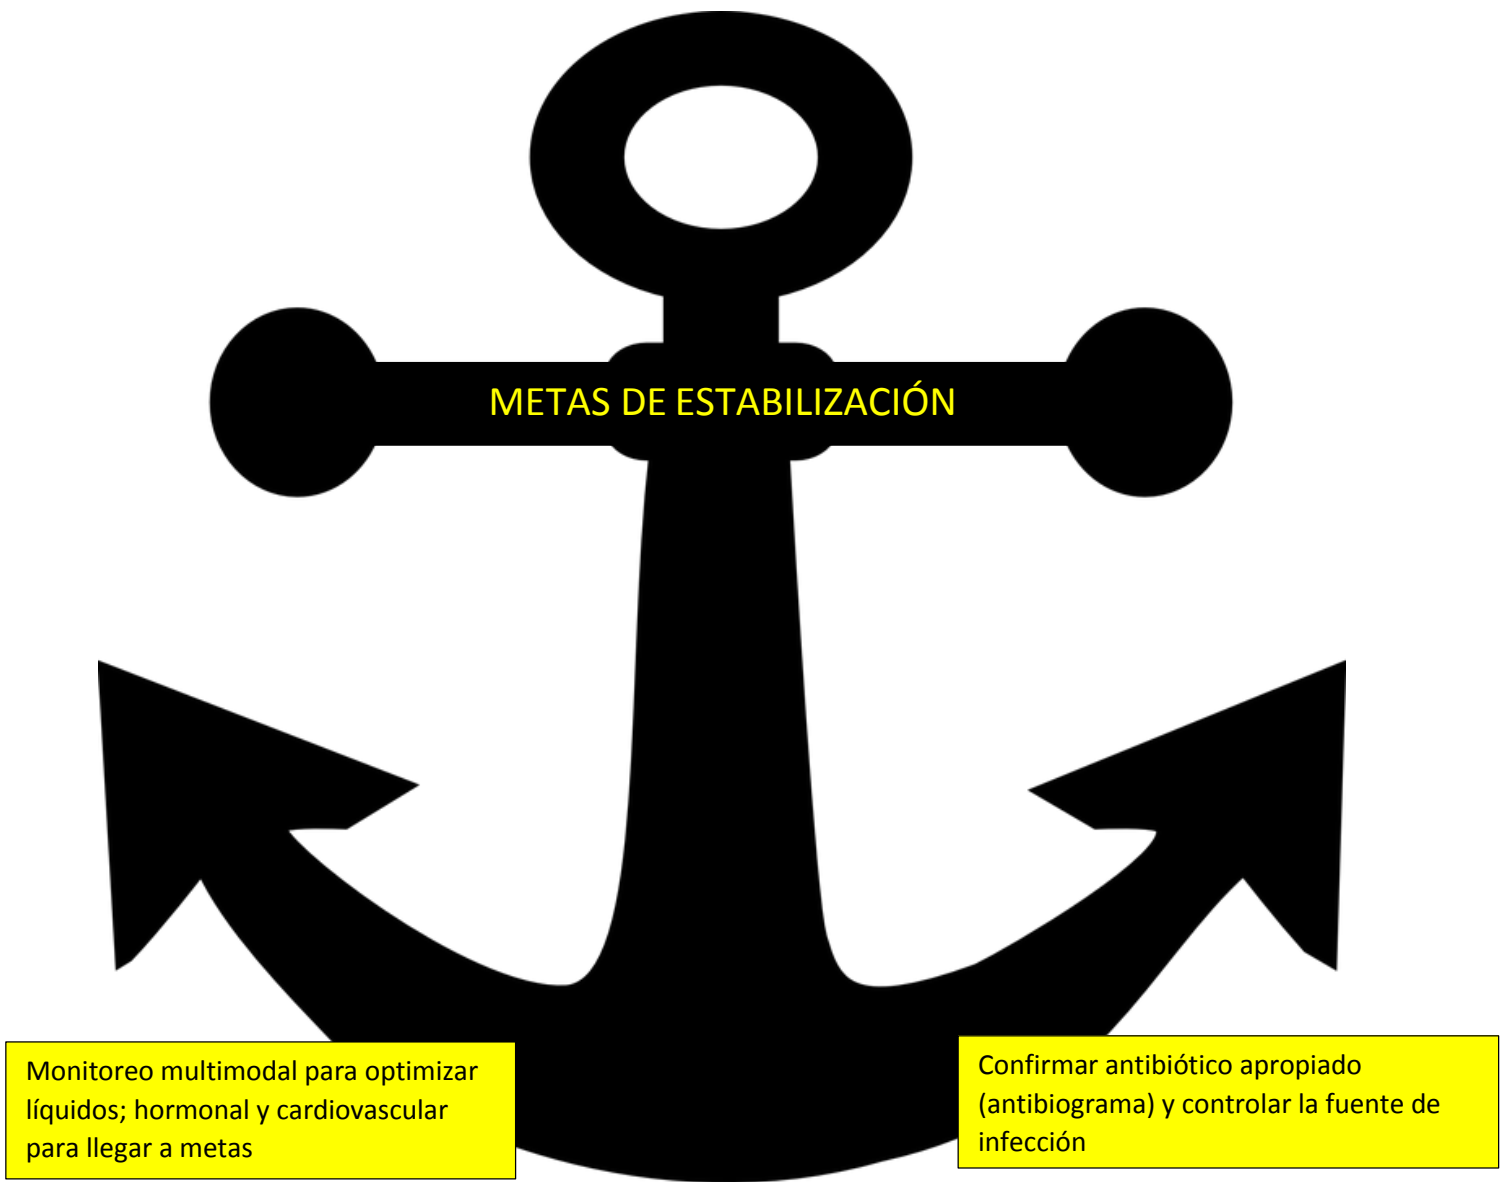 METAS DE ESTABILIZACIÓN
Monitoreo multimodal para optimizar
líquidos; hormonal y cardiovascular
para llegar a metas
Confirmar antibiótico apropiado
(antibiograma) y controlar la fuente de
infección